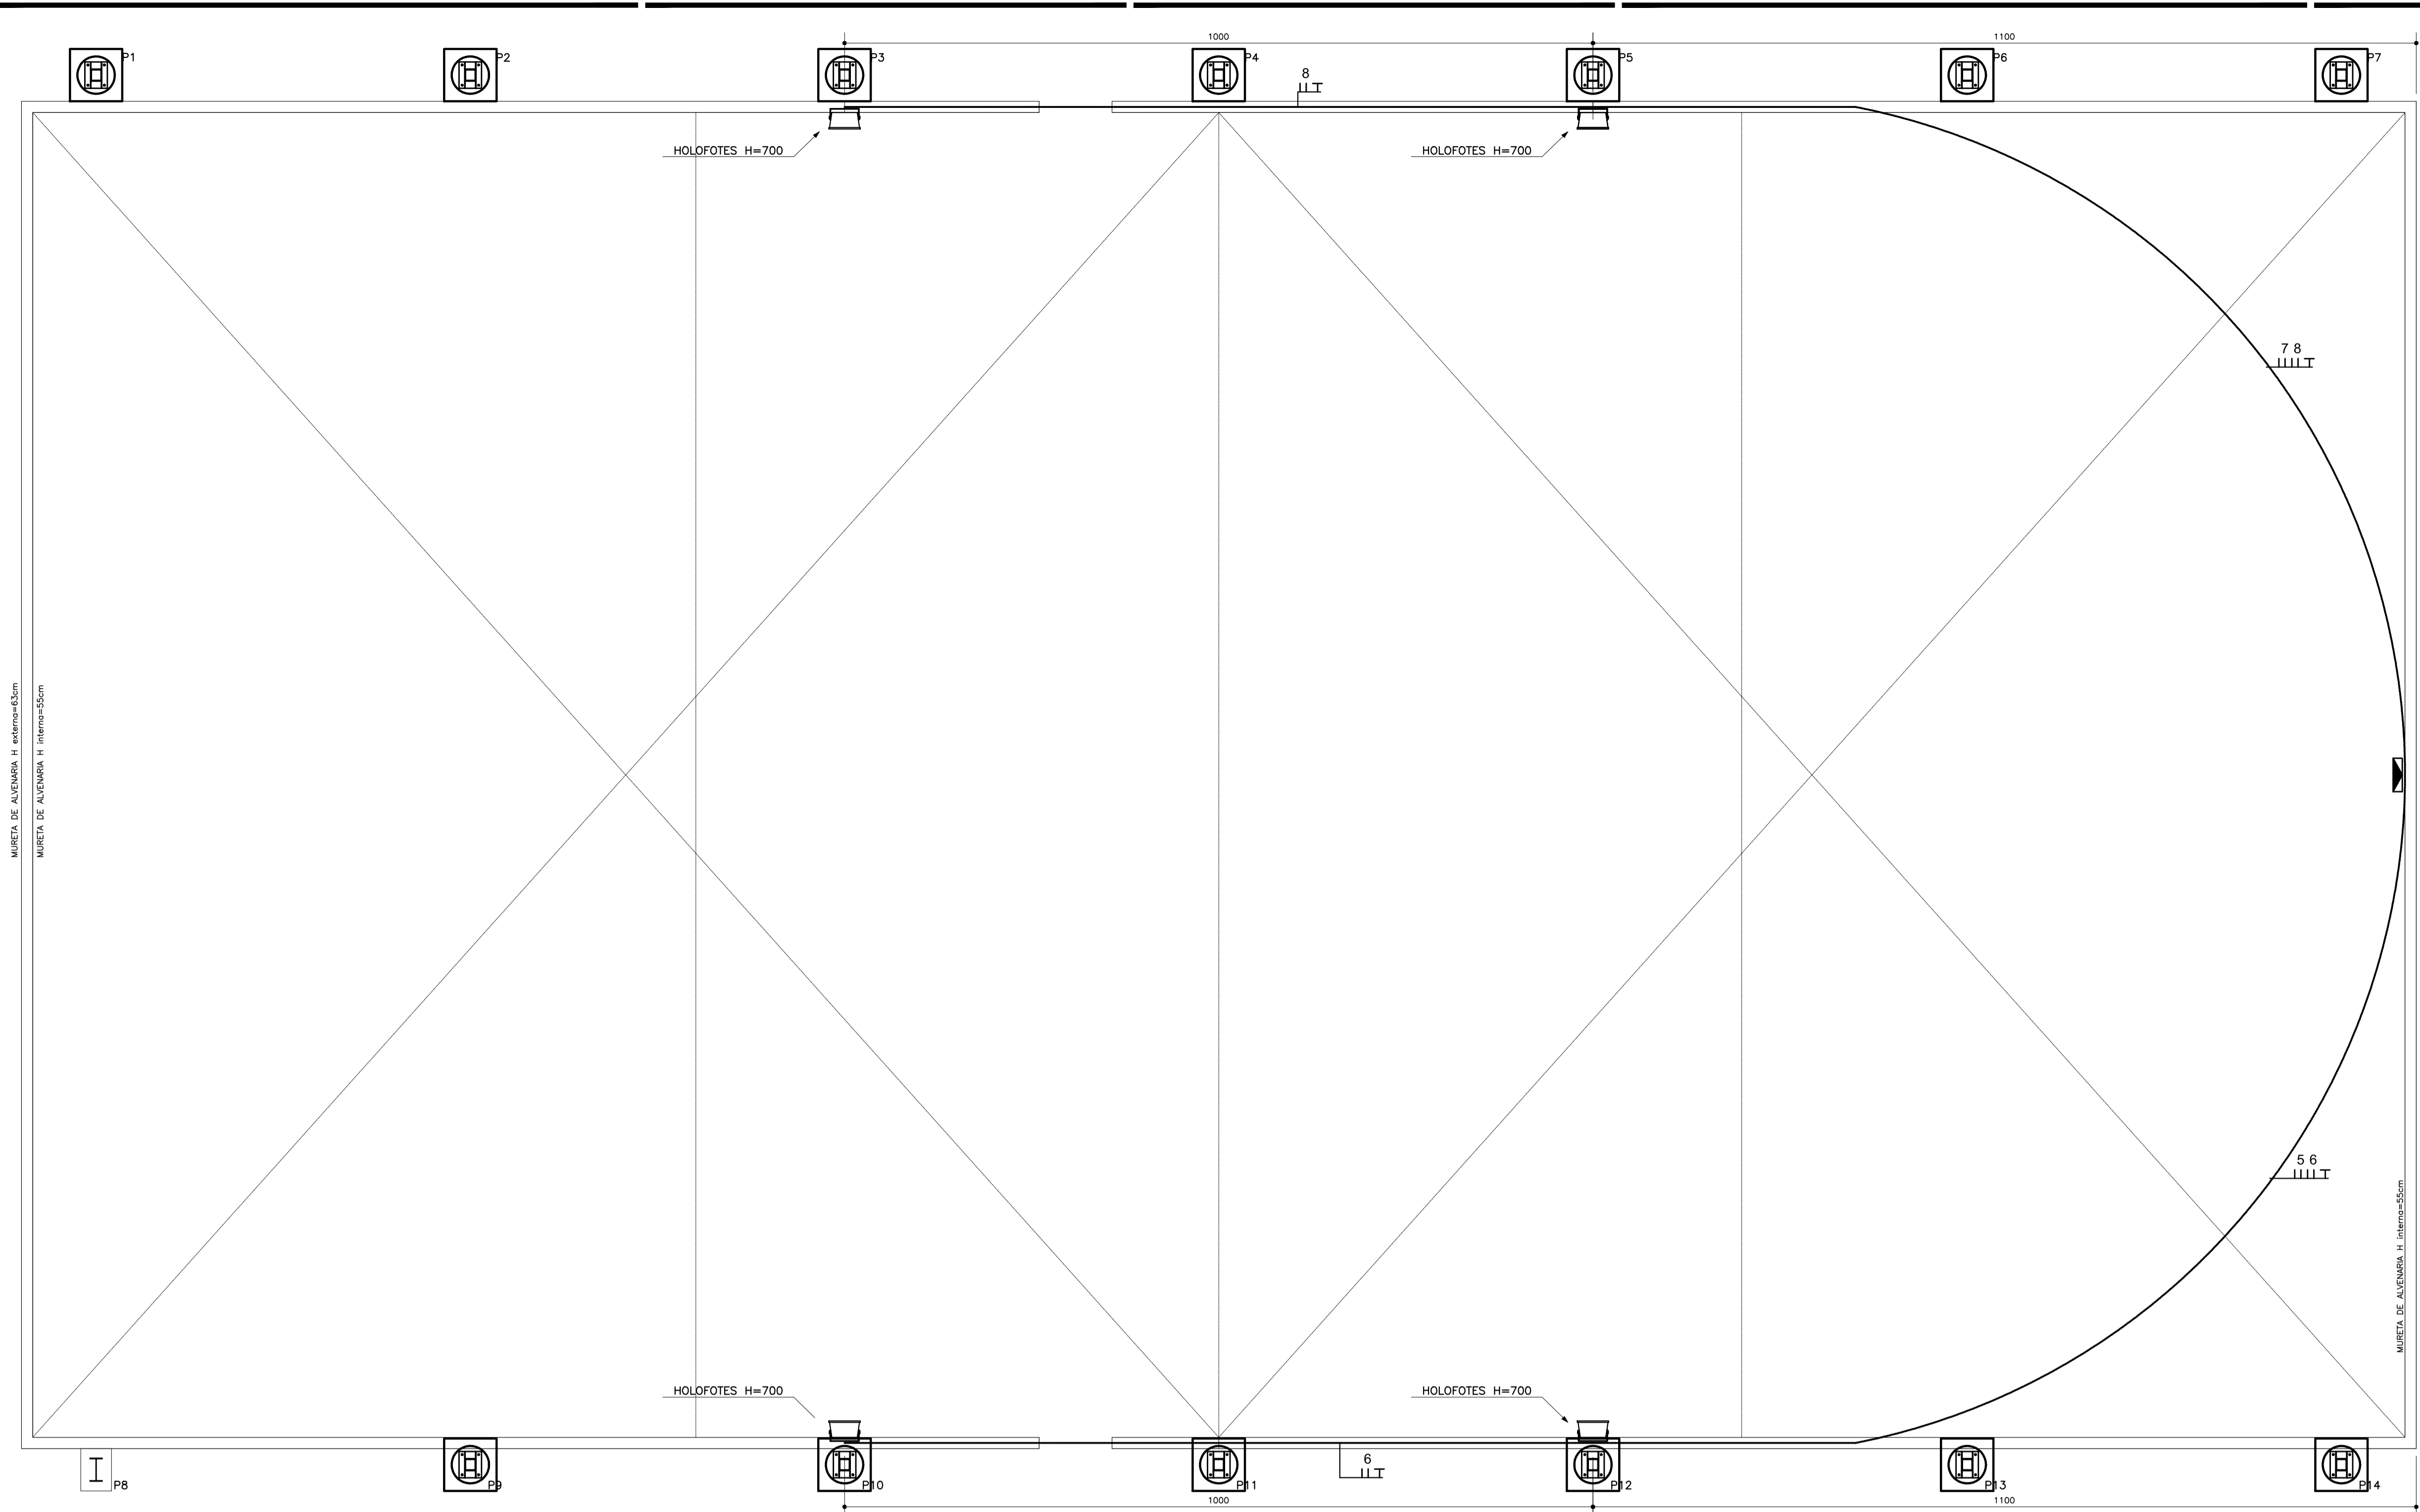 1000
1100
P1
P2
P3
P4
P5
P6
P7
8
HOLOFOTES H=700
HOLOFOTES H=700
7 8
MURETA DE ALVENARIA H externa=63cm
MURETA DE ALVENARIA H interna=55cm
5 6
MURETA DE ALVENARIA H interna=55cm
HOLOFOTES H=700
HOLOFOTES H=700
6
P8
P9
P10
P11
P12
P13
P14
1000
1100